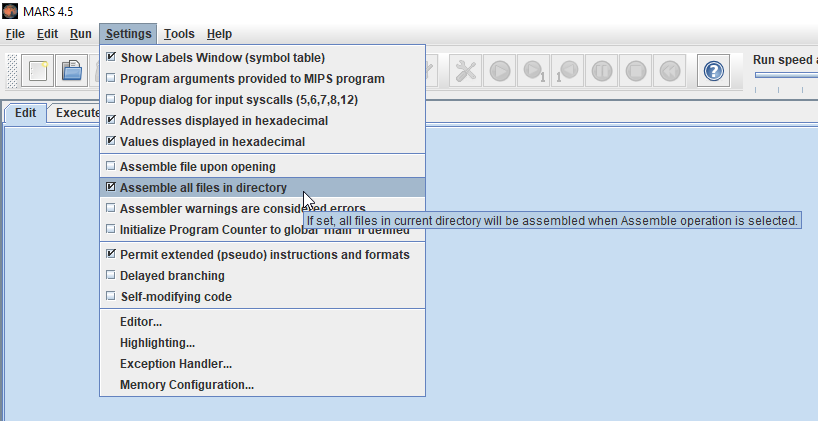 MARS 4.5
File Edit Run Settings Tools Help
Run speed a
Edit Execute
Show Labels Window (symbol table)
Program arguments provided to MIPS program
Popup dialog for input syscalls (5,6,7,8,12)
Addresses displayed in hexadecimal
Values displayed in hexadecimal
Assemble file upon opening
Assemble all files in directory
Assembler warnings are considered errors
If set, all files in current directory will be assembled when Assemble operation is selected.
Initialize Program Counter to global 'main' if defined
Permit extended (pseudo) instructions and formats
Delayed branching
Self-modifying code
Editor...
Highlighting...
Exception Handler...
Memory Configuration...